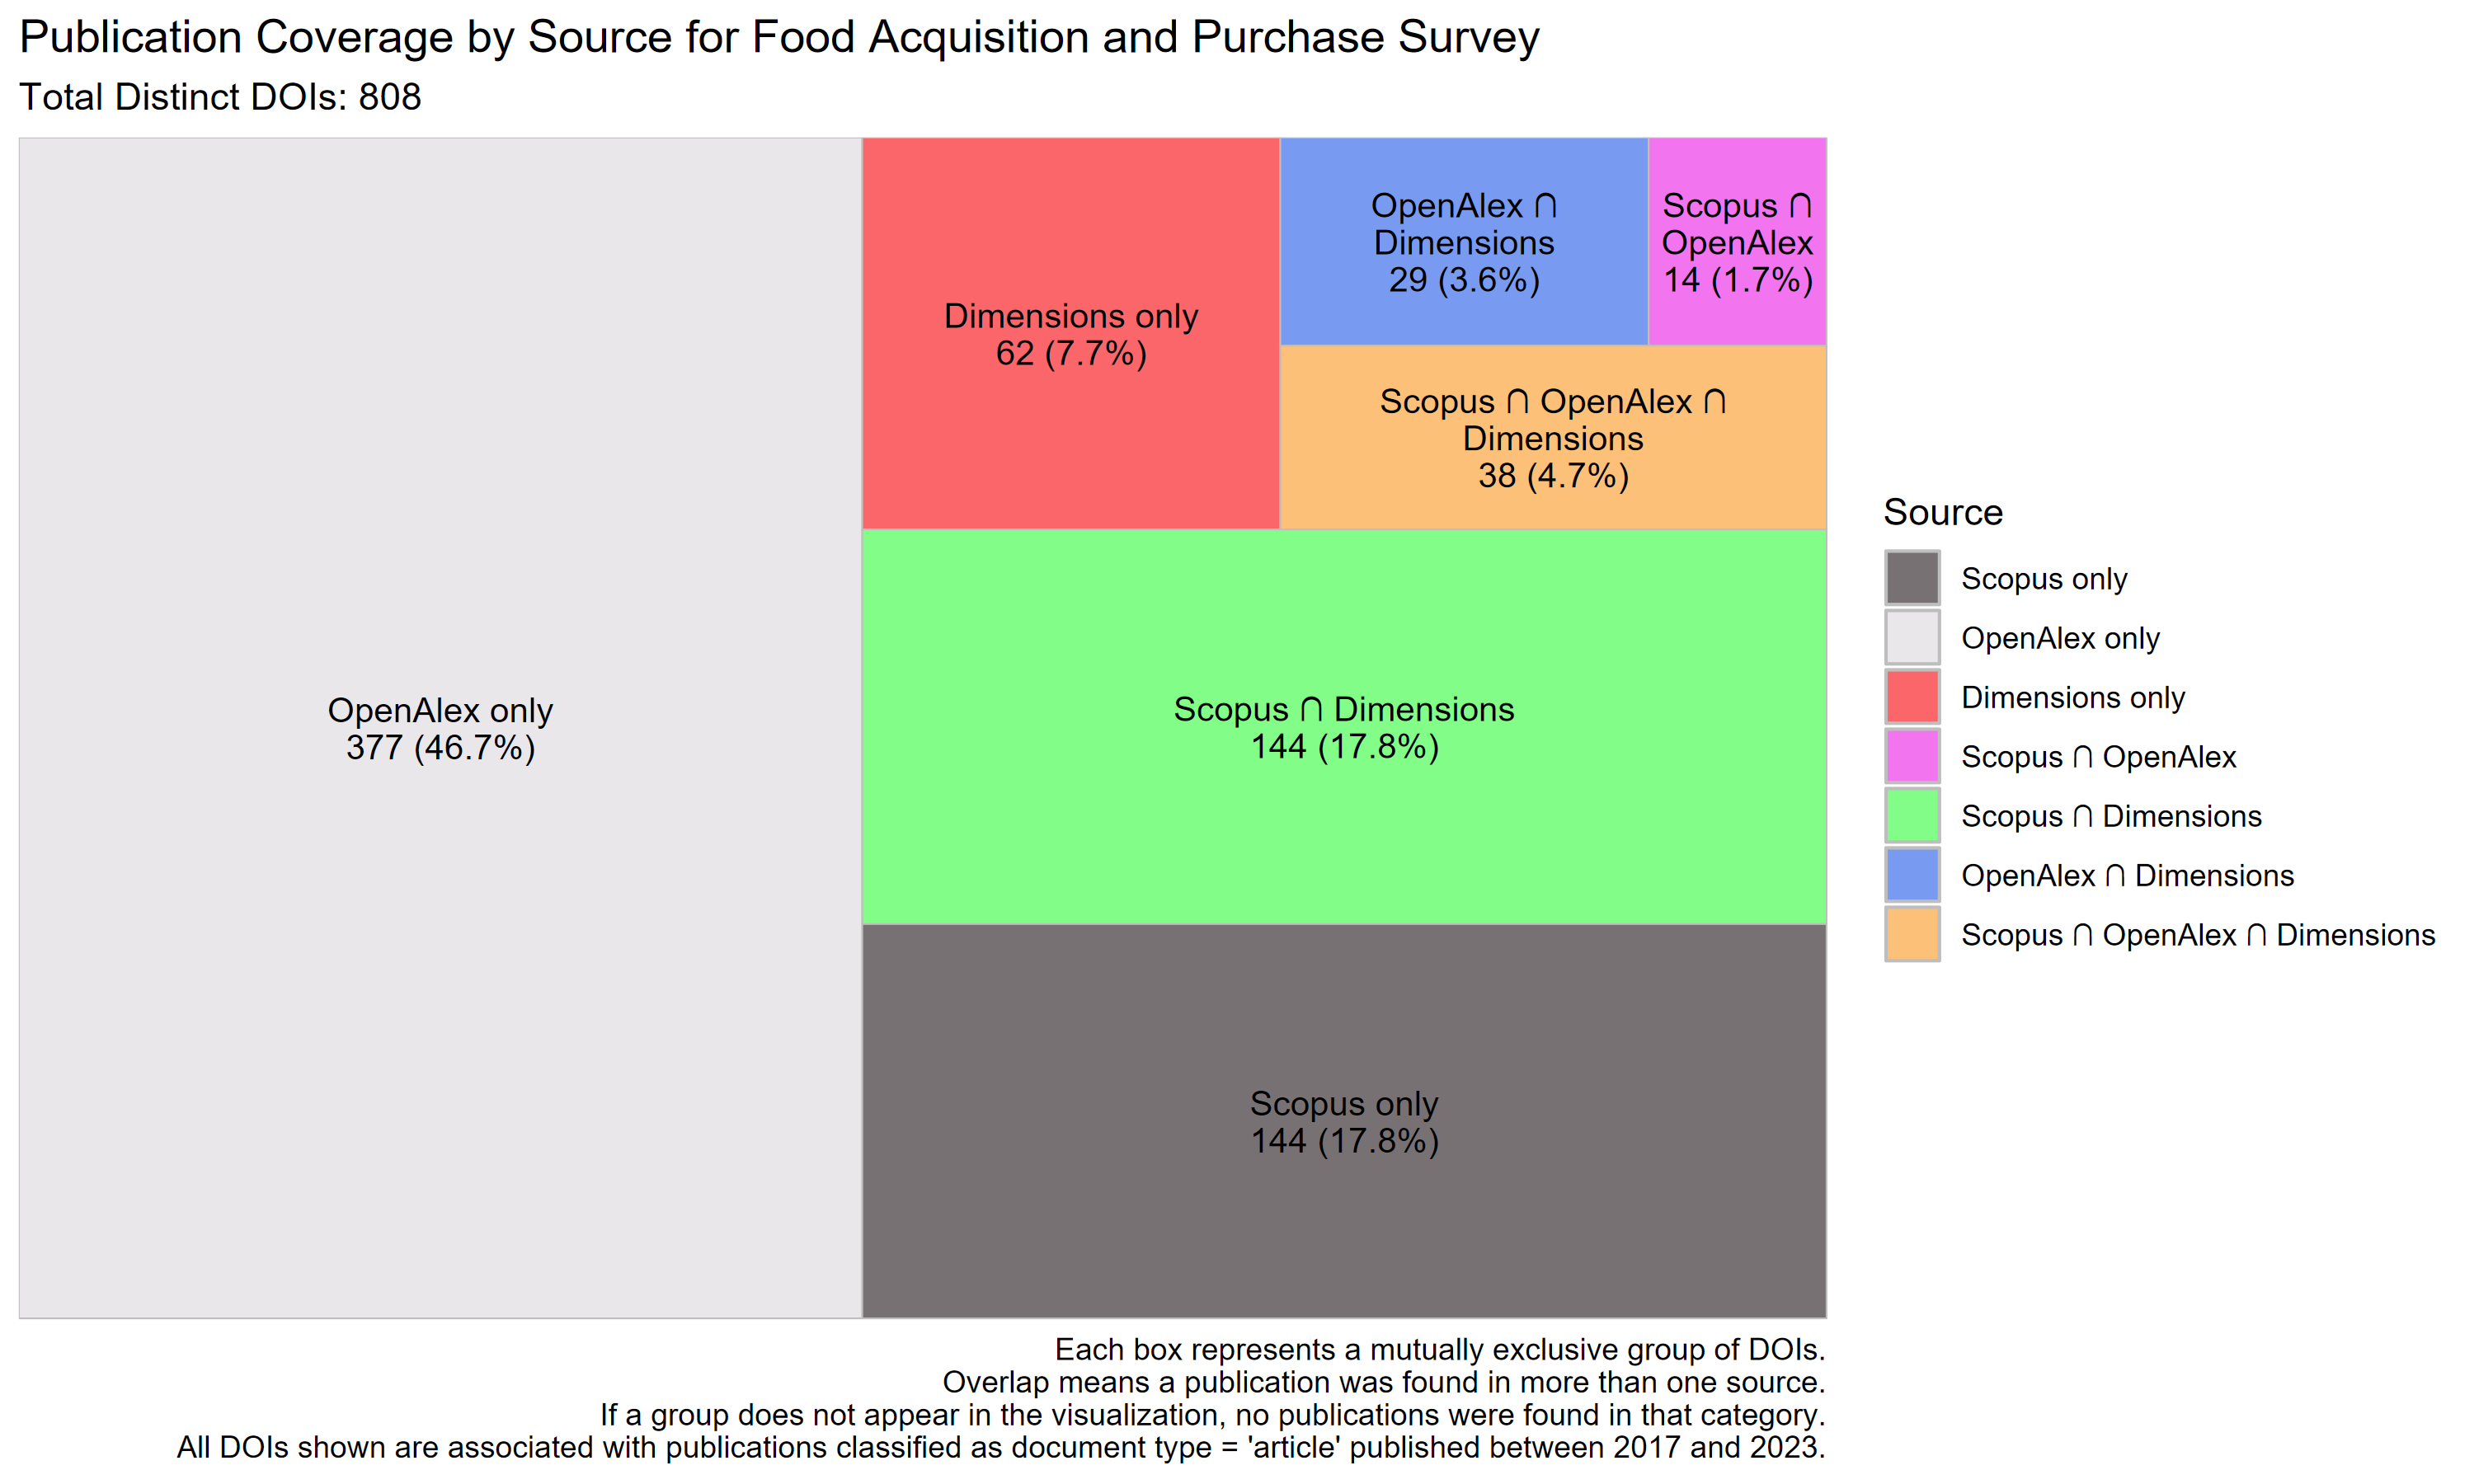 Publication Coverage by Source for Food Acquisition and Purchase Survey
Total Distinct DOIs: 808
OpenAlex only
377 (46.7%)
Dimensions only
62 (7.7%)
OpenAlex ∩
Dimensions
29 (3.6%)
Scopus ∩
OpenAlex
14 (1.7%)
Scopus ∩ OpenAlex ∩
Dimensions
38 (4.7%)
Scopus ∩ Dimensions
144 (17.8%)
Scopus only
144 (17.8%)
Source
Scopus only
OpenAlex only
Dimensions only
Scopus ∩ OpenAlex
Scopus ∩ Dimensions
OpenAlex ∩ Dimensions
Scopus ∩ OpenAlex ∩ Dimensions
Each box represents a mutually exclusive group of DOIs.
Overlap means a publication was found in more than one source.
If a group does not appear in the visualization, no publications were found in that category.
All DOIs shown are associated with publications classified as document type = 'article' published between 2017 and 2023.